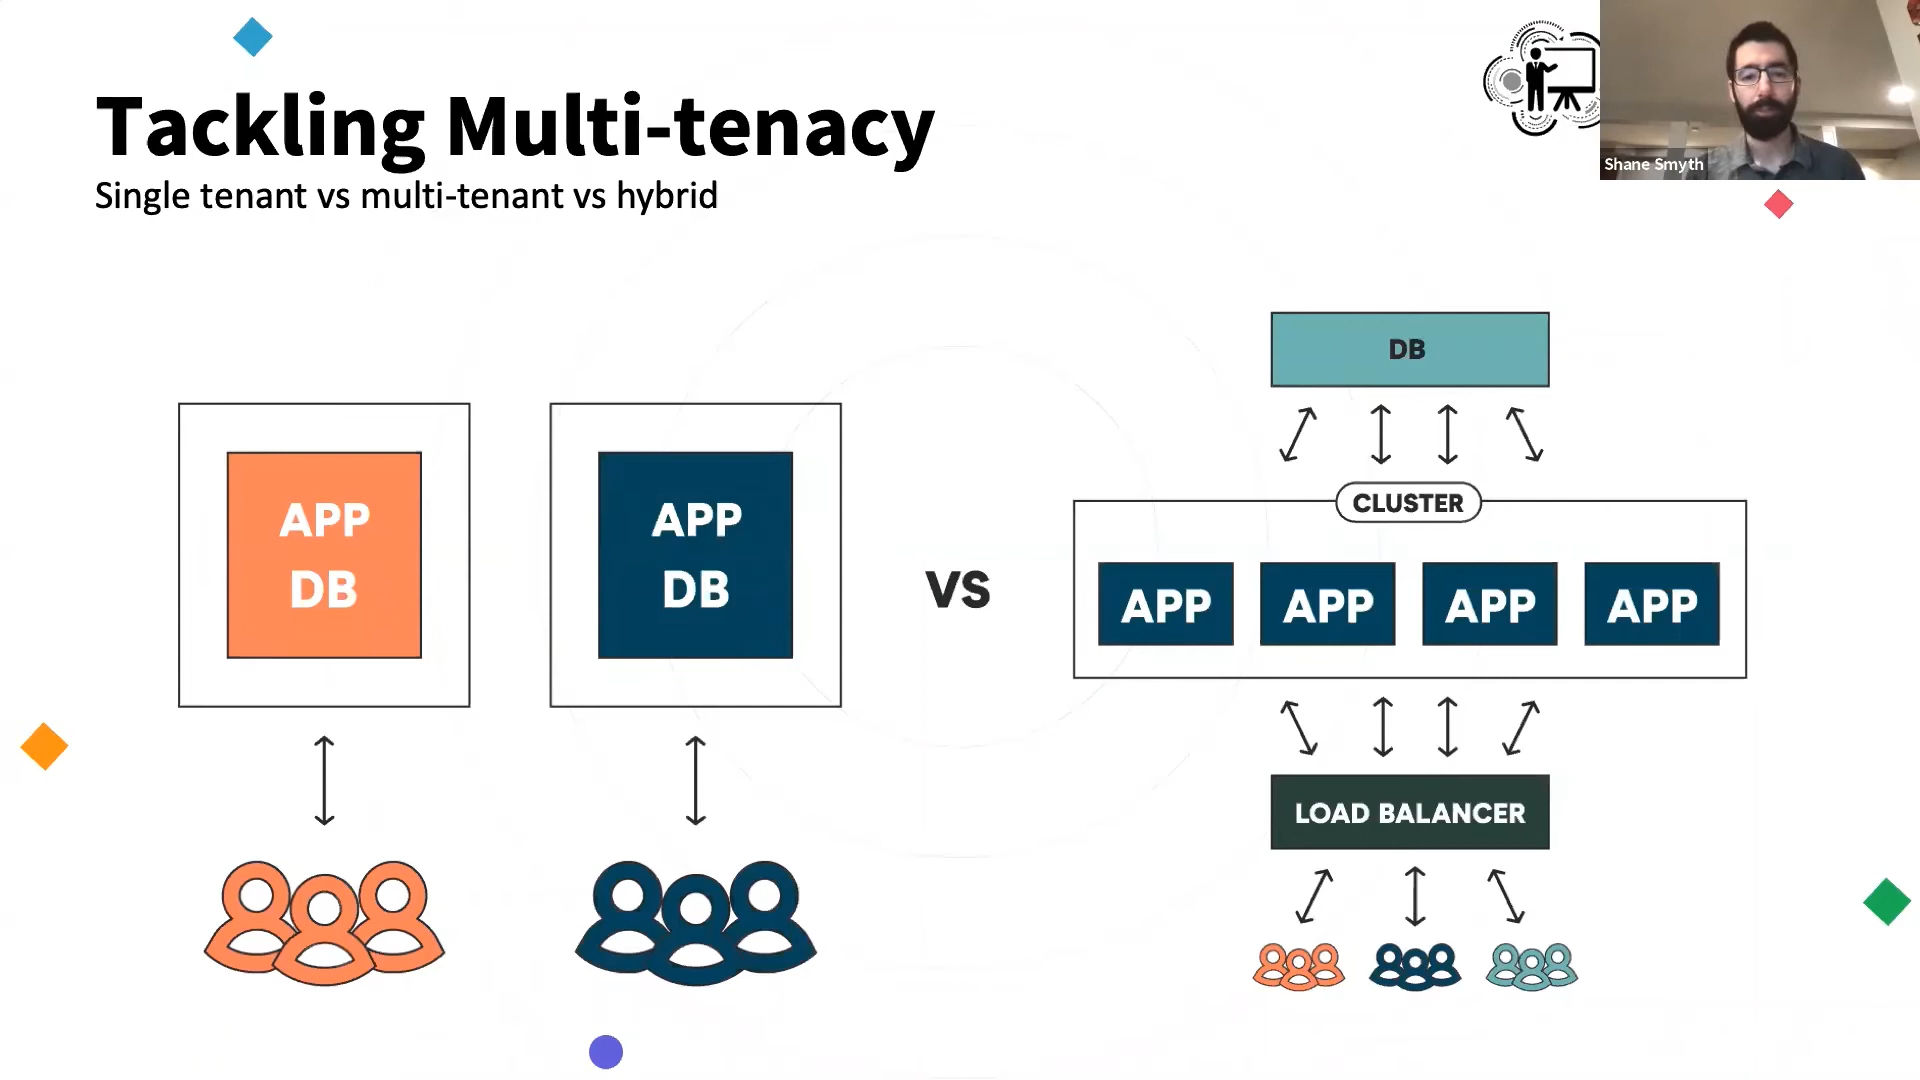 Tackling Multi-tenacy
Single tenant vs multi-tenant vs hybrid
Shane Smyth
APP
DB
APP
DB
VS
DB
CLUSTER
APP APP APP APP
LOAD BALANCER